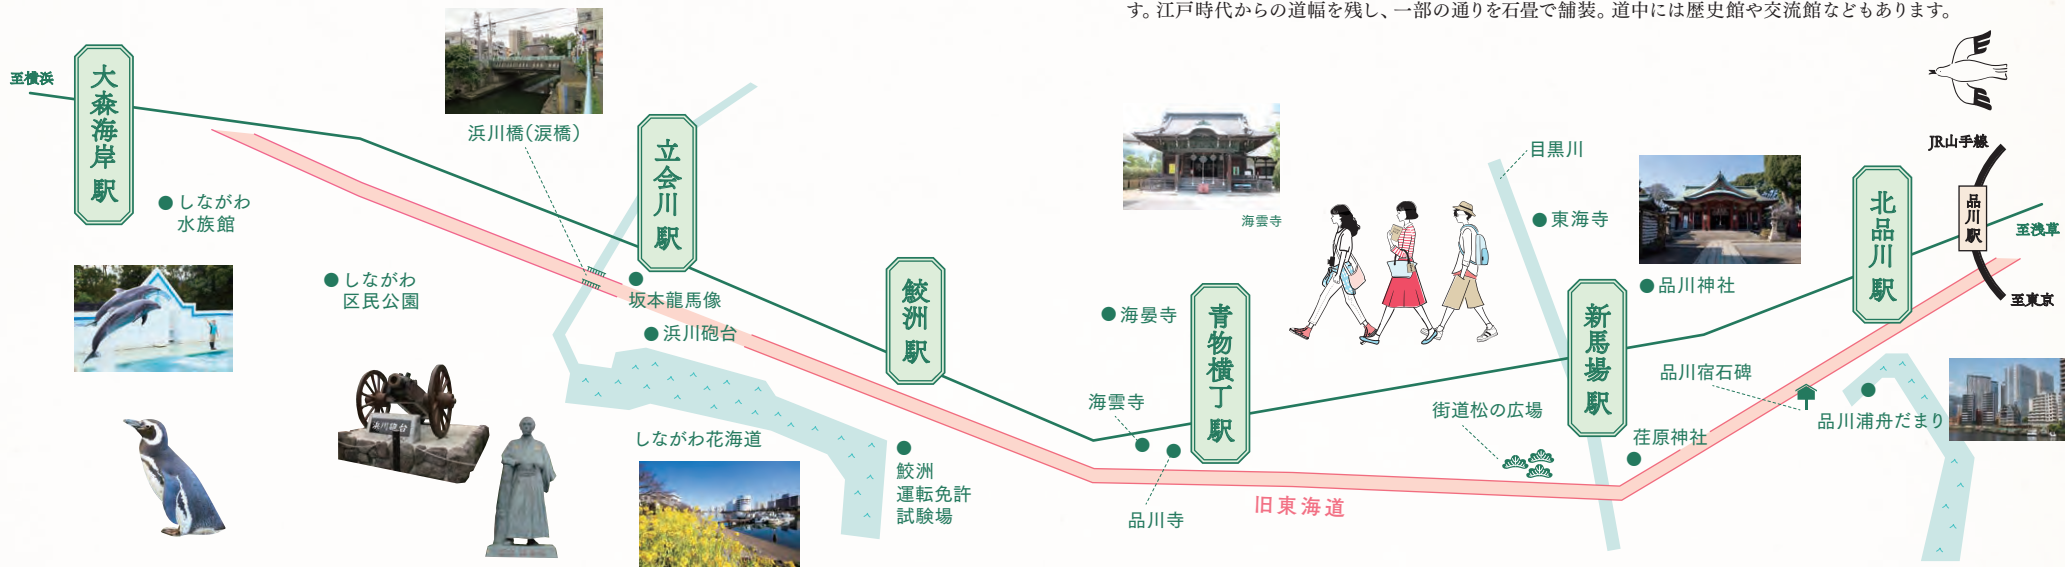 す。江戸時代からの道幅を残し、一部の通りを石畳で舗装。道中には歴史館や交流館などもあります。
至横浜
大森海岸駅
しながわ
水族館
しながわ
区民公園
浜川橋（涙橋）
立会川駅
坂本龍馬像
浜川砲台
浜川砲台
しながわ花海道
鮫洲駅
鮫洲
運転免許
試験場
海雲寺
海晏寺
青物横丁駅
海雲寺
品川寺
旧東海道
目黒川
東海寺
新馬場駅
街道松の広場
荏原神社
品川神社
品川宿石碑
北品川駅
品川浦舟だまり
JR山手線
品川駅
至浅草
至東京